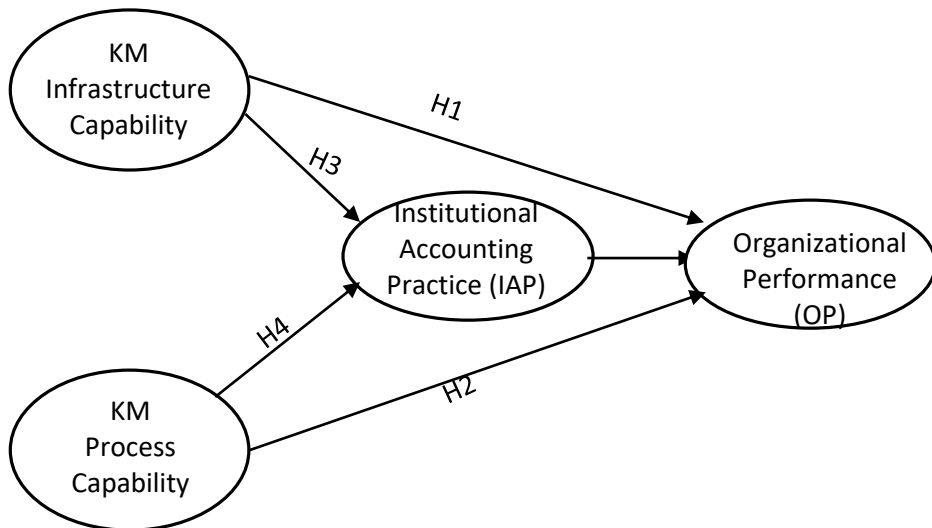 KM
Infrastructure
Capability
H1
H3
Institutional
Accounting
Practice (IAP)
Organizational
Performance
(OP)
H4
H2
KM
Process
Capability